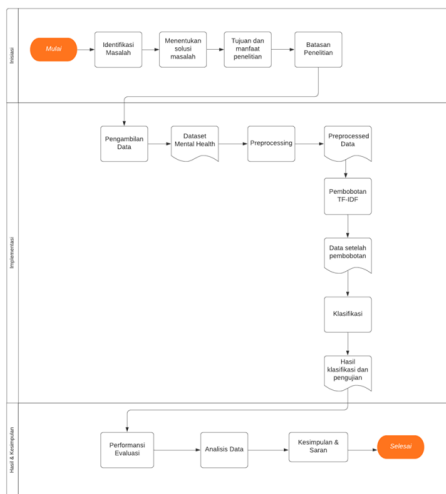 Inisiasi
Mulai
Identifikasi
Masalah
Menentukan
solusi
masalah
Tujuan dan
manfaat
penelitian
Batasan
Penelitian
Implementasi
Pengambilan
Data
Dataset
Mental Health
Preprocessing
Preprocessed
Data
Pembobotan
TF-IDF
Data setelah
pembobotan
Klasifikasi
Hasil
klasifikasi dan
pengujian
Hasil & Kesimpulan
Performansi
Evaluasi
Analisis Data
Kesimpulan &
Saran
Selesai